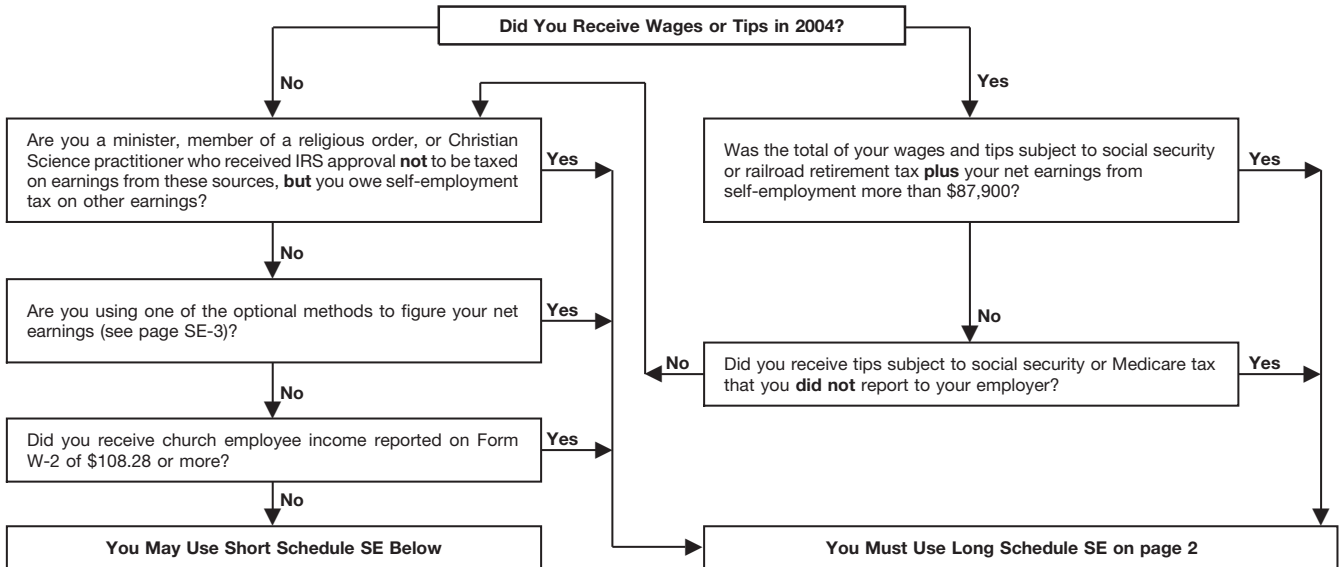 Did You Receive Wages or Tips in 2004?
No
Yes
Are you a minister, member of a religious order, or Christian
Science practitioner who received IRS approval not to be taxed
on earnings from these sources, but you owe self-employment
tax on other earnings?
Yes
Was the total of your wages and tips subject to social security
or railroad retirement tax plus your net earnings from
self-employment more than $87,900?
Yes
No
No
Are you using one of the optional methods to figure your net
earnings (see page SE-3)?
Yes
No
Did you receive tips subject to social security or Medicare tax
that you did not report to your employer?
Yes
No
Did you receive church employee income reported on Form
W-2 of $108.28 or more?
Yes
No
You May Use Short Schedule SE Below
You Must Use Long Schedule SE on page 2